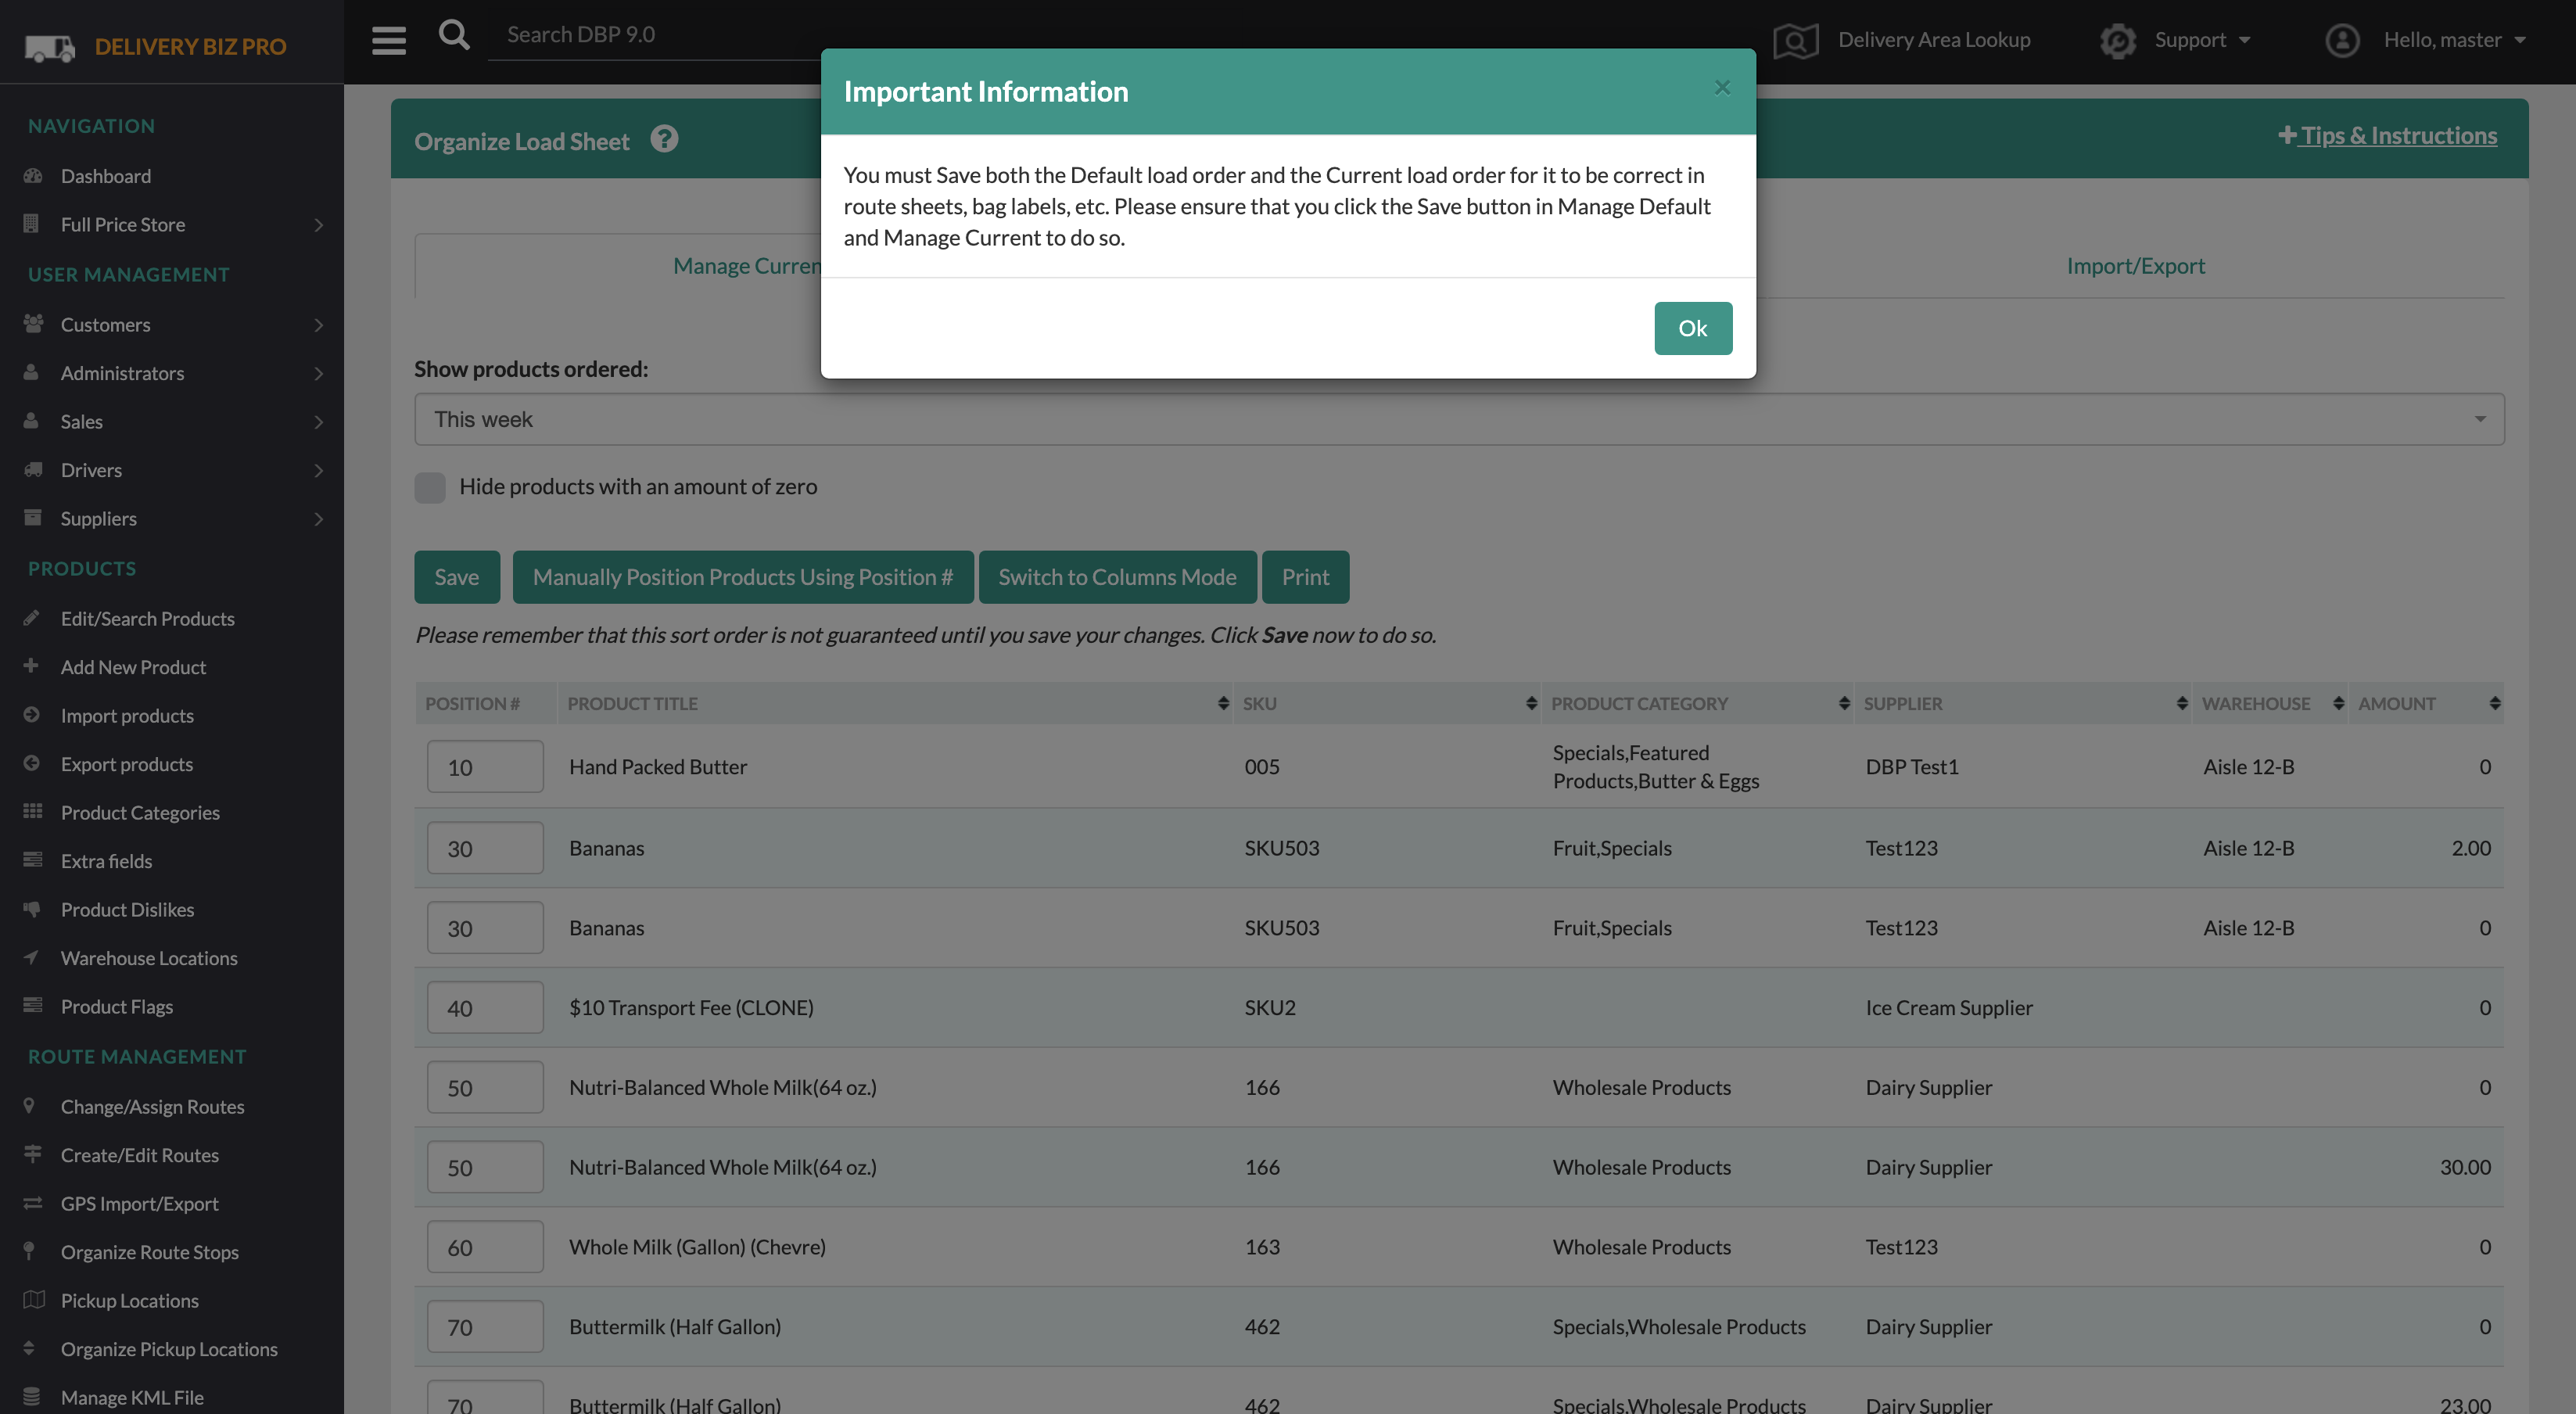 DELIVERY BIZ PRO
Search DBP 9.0
Delivery Area Lookup
Support
Hello, master
NAVIGATION
Dashboard
Full Price Store
USER MANAGEMENT
Customers
Administrators
Sales
Drivers
Suppliers
PRODUCTS
Edit/Search Products
Add New Product
Import products
Export products
Product Categories
Extra fields
Product Dislikes
Warehouse Locations
Product Flags
ROUTE MANAGEMENT
Change/Assign Routes
Create/Edit Routes
GPS Import/Export
Organize Route Stops
Pickup Locations
Organize Pickup Locations
Manage KML File
Important Information
×
You must Save both the Default load order and the Current load order for it to be correct in
route sheets, bag labels, etc. Please ensure that you click the Save button in Manage Default
and Manage Current to do so.
Ok
Organize Load Sheet ?
+ Tips & Instructions
Manage Curren
Import/Export
Show products ordered:
This week
Hide products with an amount of zero
Save
Manually Position Products Using Position #
Switch to Columns Mode
Print
Please remember that this sort order is not guaranteed until you save your changes. Click Save now to do so.
POSITION # PRODUCT TITLE SKU PRODUCT CATEGORY SUPPLIER WAREHOUSE AMOUNT
10 Hand Packed Butter 005 Specials,Featured DBP Test1 Aisle 12-B 0
Products,Butter & Eggs
30 Bananas SKU503 Fruit,Specials Test123 Aisle 12-B 2.00
30 Bananas SKU503 Fruit,Specials Test123 Aisle 12-B 0
40 $10 Transport Fee (CLONE) SKU2 Ice Cream Supplier 0
50 Nutri-Balanced Whole Milk(64 oz.) 166 Wholesale Products Dairy Supplier 0
50 Nutri-Balanced Whole Milk(64 oz.) 166 Wholesale Products Dairy Supplier 30.00
60 Whole Milk (Gallon) (Chevre) 163 Wholesale Products Test123 0
70 Buttermilk (Half Gallon) 462 Specials,Wholesale Products Dairy Supplier 0
70 Buttermilk (Half Gallon) 462 Specials,Wholesale Products Dairy Supplier 23.00